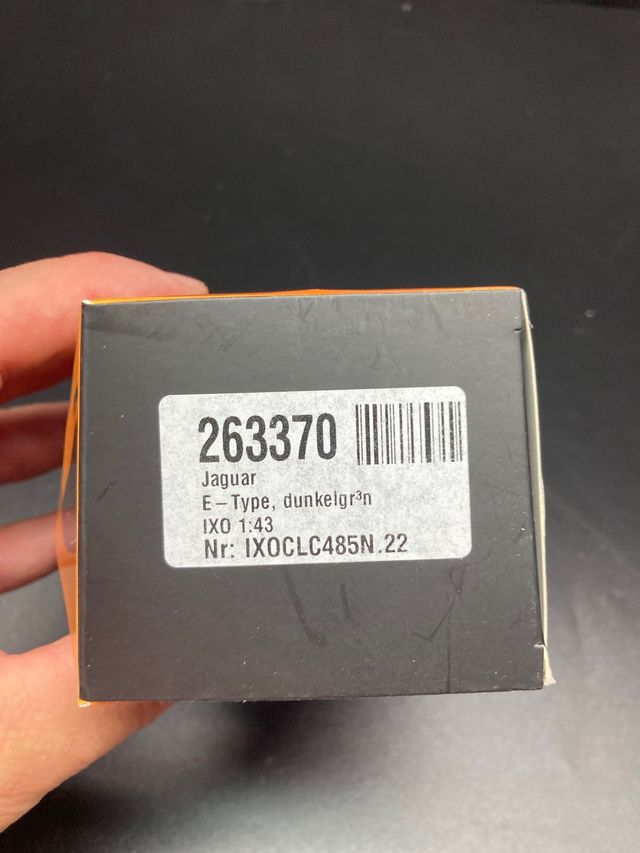 263370
Jaguar
E–Type, dunkelgr³n
IXO 1:43
Nr: IXOCLC485N.22